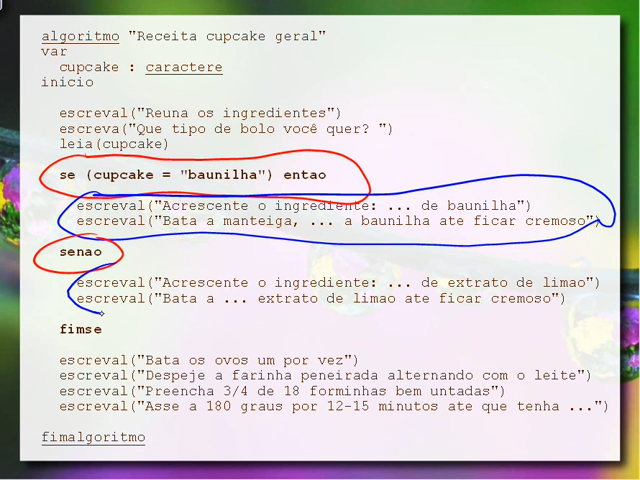 algoritmo "Receita cupcake geral"
var
cupcake : caractere
inicio
escreval("Reuna os ingredientes")
escreva("Que tipo de bolo você quer? ")
leia(cupcake)
se (cupcake = "baunilha") entao
escreval("Acrescente o ingrediente: ... de baunilha")
escreval("Bata a manteiga, ... a baunilha ate ficar cremoso")
senao
escreval("Acrescente o ingrediente: ... de extrato de limao")
escreval("Bata a ... extrato de limao ate ficar cremoso")
fimse
escreval("Bata os ovos um por vez")
escreval("Despeje a farinha peneirada alternando com o leite")
escreval("Preencha 3/4 de 18 forminhas bem untadas")
escreval("Asse a 180 graus por 12-15 minutos ate que tenha ...")
fimalgoritmo